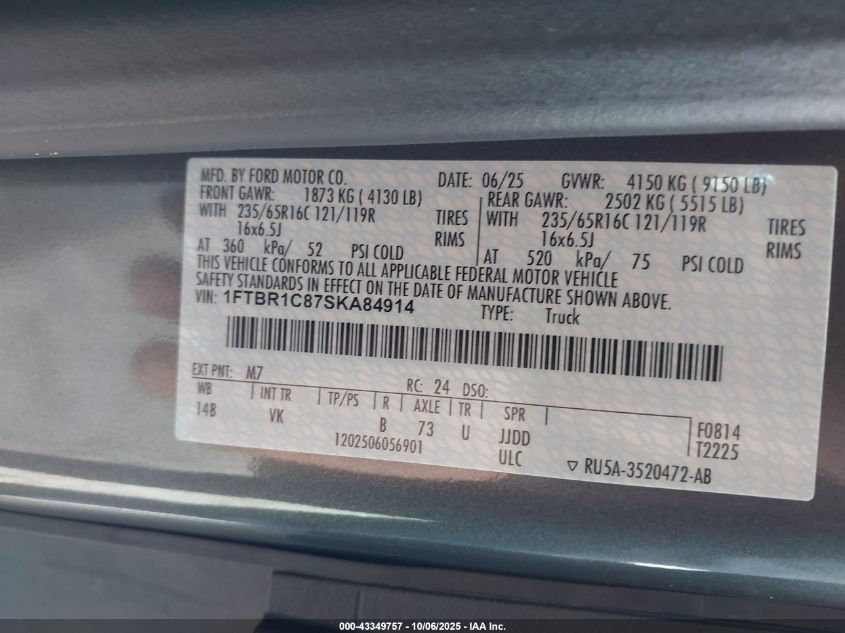 MFD. BY FORD MOTOR CO. DATE: 06/25 GVWR: 4150 KG ( 9150 LB)
FRONT GAWR: 1873 KG ( 4130 LB) REAR GAWR: 2502 KG ( 5515 LB)
WITH 235/65R16C 121/119R TIRES WITH 235/65R16C 121/119R TIRES
16x6.5J RIMS 16x6.5J RIMS
AT 360 kPa/ 52 PSI COLD AT 520 kPa/ 75 PSI COLD
THIS VEHICLE CONFORMS TO ALL APPLICABLE FEDERAL MOTOR VEHICLE
SAFETY STANDARDS IN EFFECT ON THE DATE OF MANUFACTURE SHOWN ABOVE.
VIN: 1FTBR1C87SKA84914 TYPE: Truck
EXT PNT: M7 RC: 24 DSO:
WB INT TR TP/PS R AXLE TR SPR F0814
148 VK B 73 U JJDD T2225
1202506056901 ULC ▽ RU5A-3520472-AB
000-43349757 - 10/06/2025 - IAA Inc.